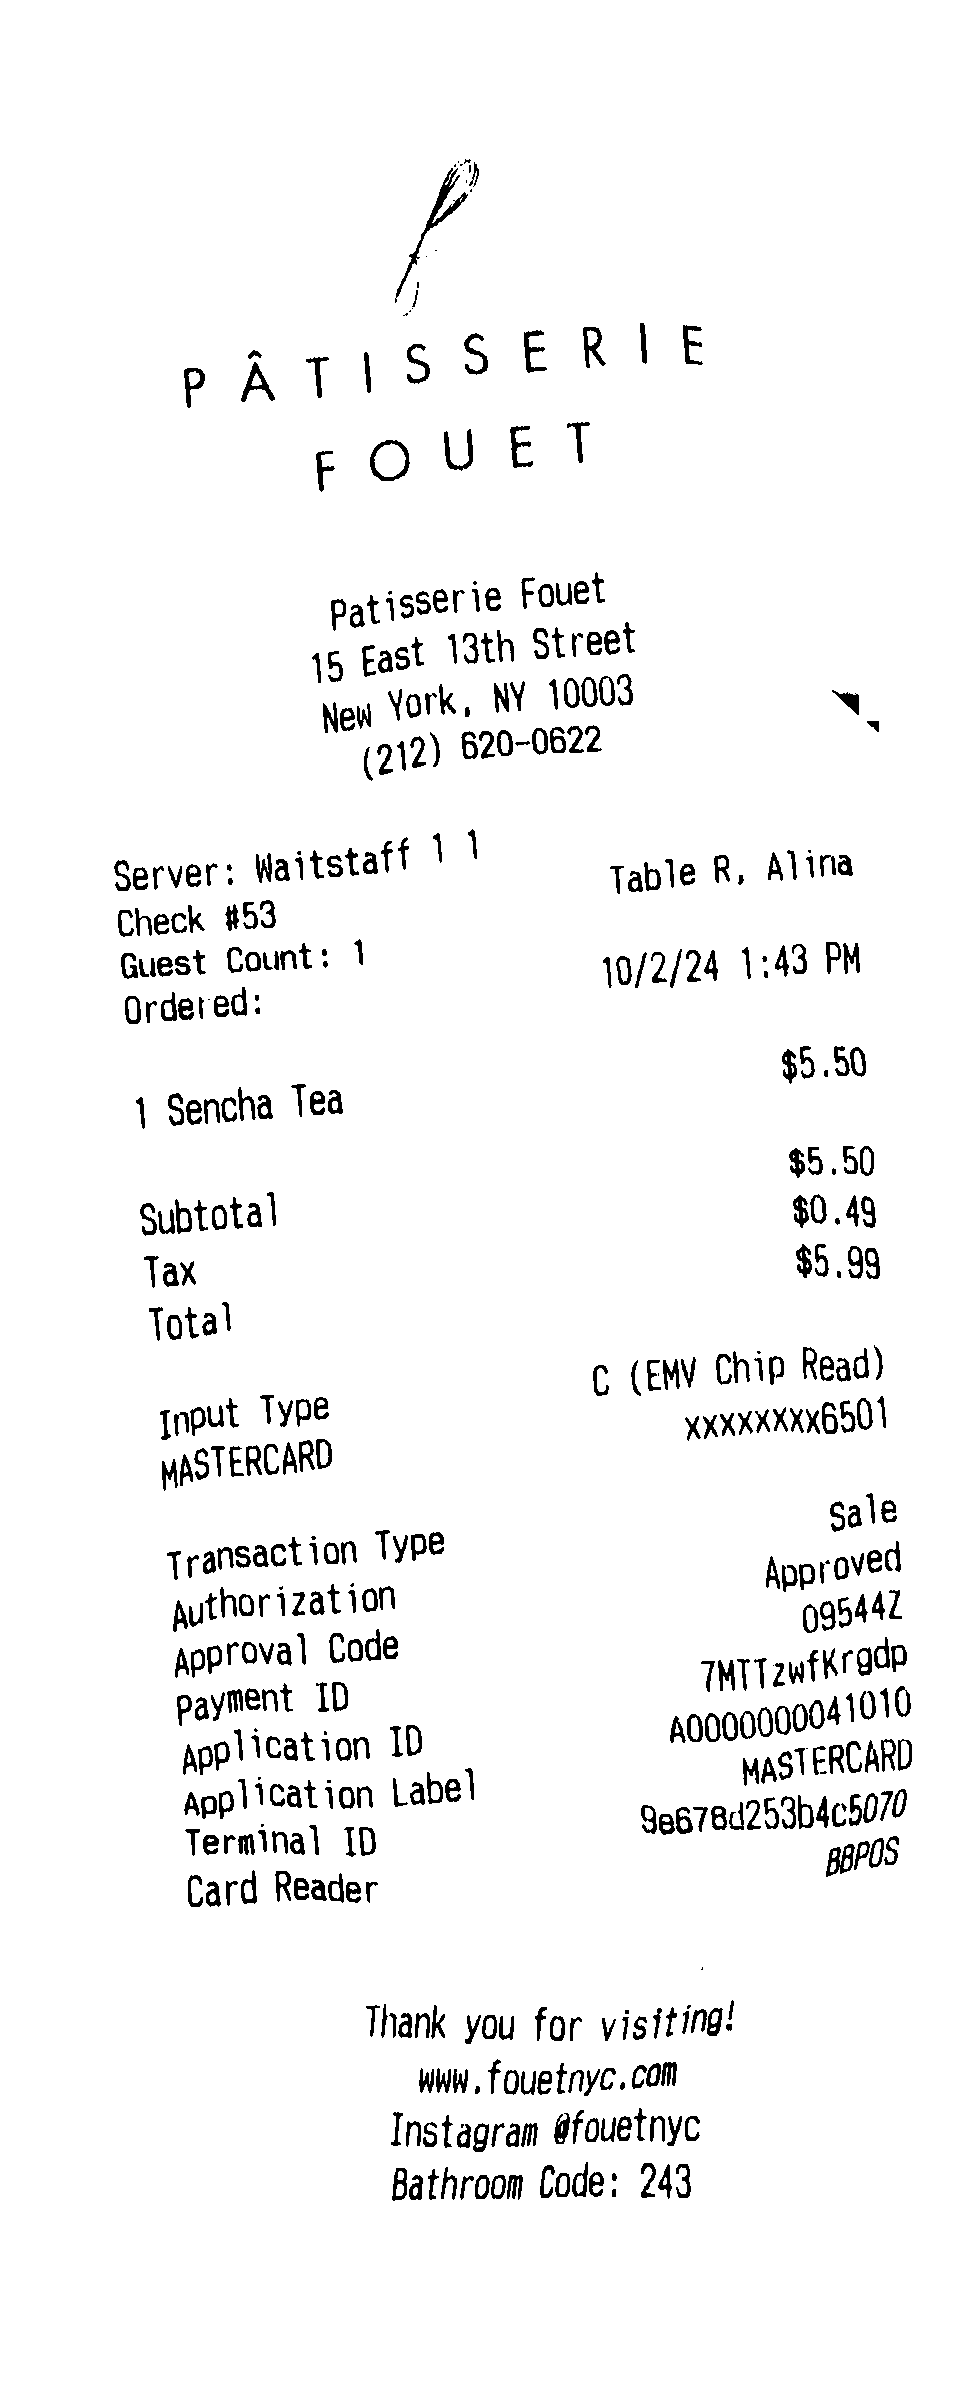 PÂTISSERIE
FOUET
Patisserie Fouet
15 East 13th Street
New York, NY 10003
(212) 620-0622
Server: Waitstaff 1 1
Check #53 Table R, Alina
Guest Count: 1
Ordered: 10/2/24 1:43 PM
1 Sencha Tea $5.50
Subtotal $5.50
Tax $0.49
Total $5.99
Input Type C (EMV Chip Read)
MASTERCARD xxxxxxxx6501
Transaction Type Sale
Authorization Approved
Approval Code 09544Z
Payment ID 7MTTzwfKrgdp
Application ID A0000000041010
Application Label MASTERCARD
Terminal ID 9e678d253b4c5070
Card Reader BBPOS
Thank you for visiting!
www.fouetnyc.com
Instagram @fouetnyc
Bathroom Code: 243